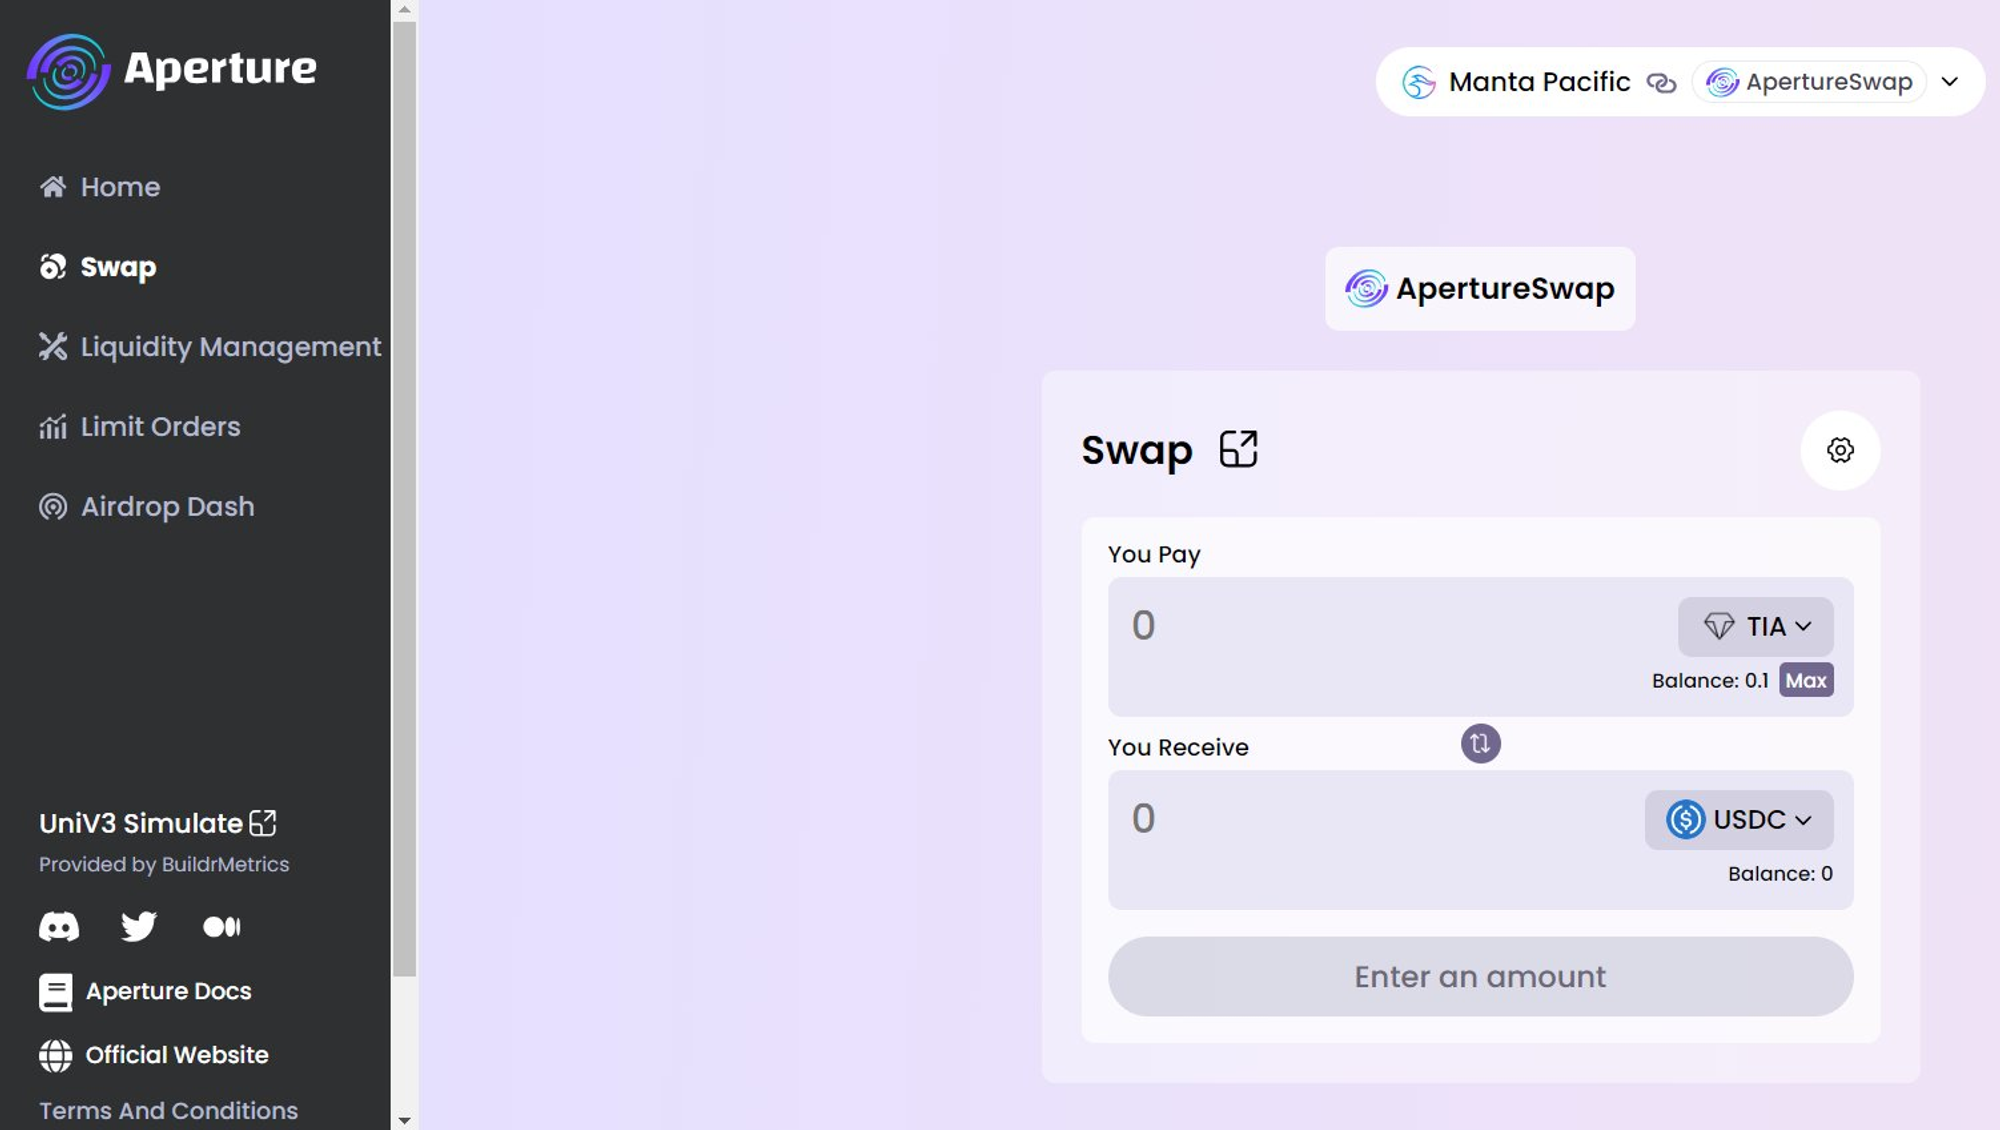 Aperture
Home
Swap
Liquidity Management
Limit Orders
Airdrop Dash
UniV3 Simulate
Provided by BuildrMetrics
Aperture Docs
Official Website
Terms And Conditions
Manta Pacific ApertureSwap
ApertureSwap
Swap
You Pay
0 TIA
Balance: 0.1 Max
You Receive
0 USDC
Balance: 0
Enter an amount